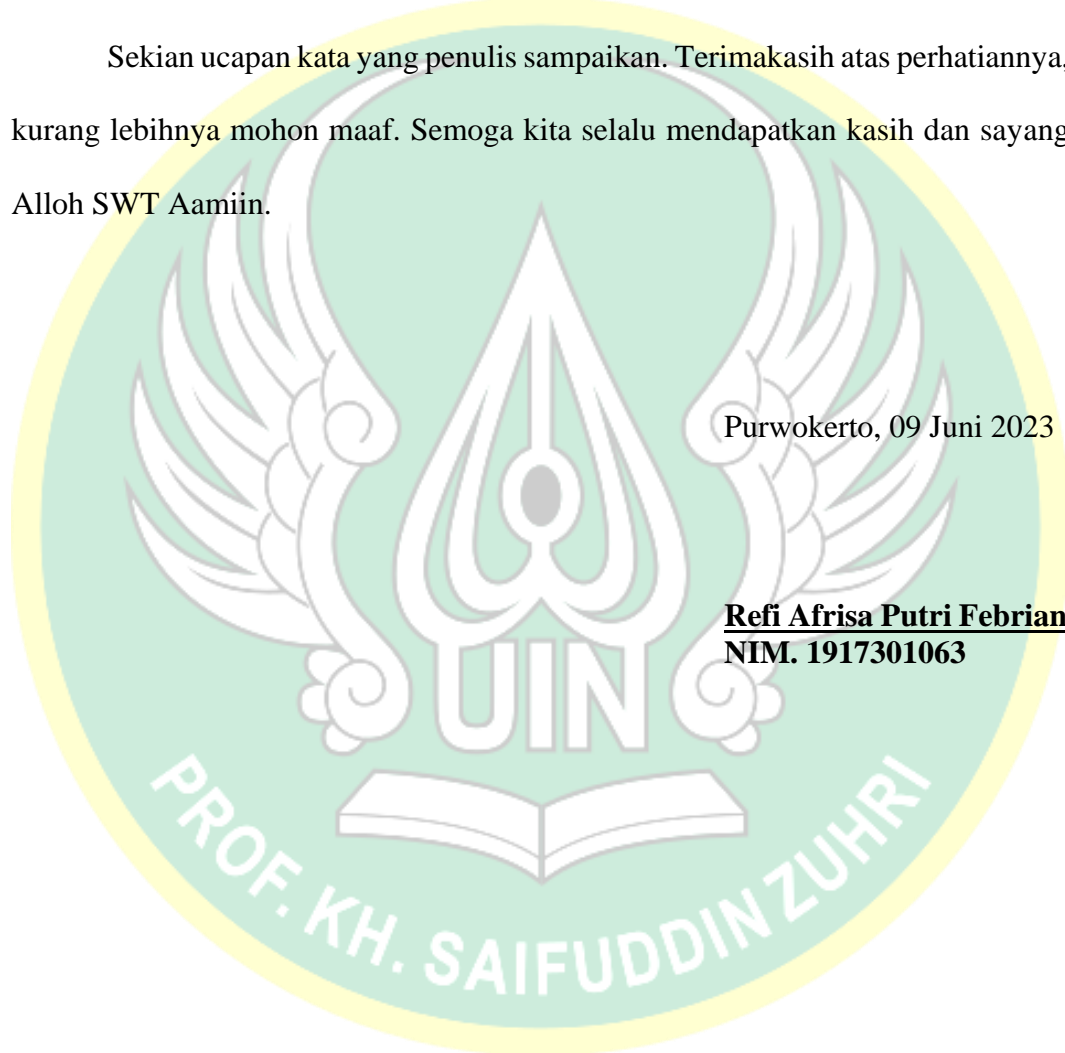 Sekian ucapan kata yang penulis sampaikan. Terimakasih atas perhatiannya,
kurang lebihnya mohon maaf. Semoga kita selalu mendapatkan kasih dan sayang
Alloh SWT Aamiin.
Purwokerto, 09 Juni 2023
Refi Afrisa Putri Febrian
NIM. 1917301063
UIN
PROF. KH. SAIFUDDIN ZUHRI